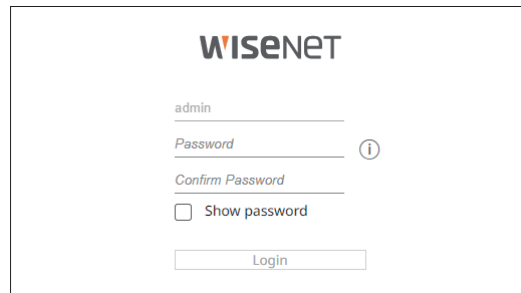 WISENET
admin
Password
i
Confirm Password
Show password
Login